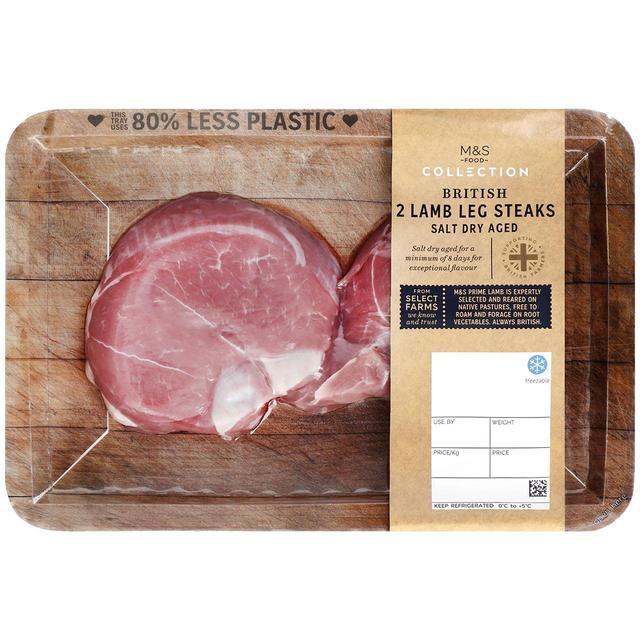 THIS TRAY USES 80% LESS PLASTIC
M&S
FOOD
COLLECTION
BRITISH
2 LAMB LEG STEAKS
SALT DRY AGED
Salt dry aged for a
minimum of 8 days for
exceptional flavour
SUPPORTING
BRITISH FARMERS
FROM
SELECT
FARMS
we know
and trust
M&S PRIME LAMB IS EXPERTLY
SELECTED AND REARED ON
NATIVE PASTURES, FREE TO
ROAM AND FORAGE ON ROOT
VEGETABLES. ALWAYS BRITISH.
freezable
USE BY WEIGHT
PRICE/Kg PRICE
KEEP REFRIGERATED 0°C to +5°C